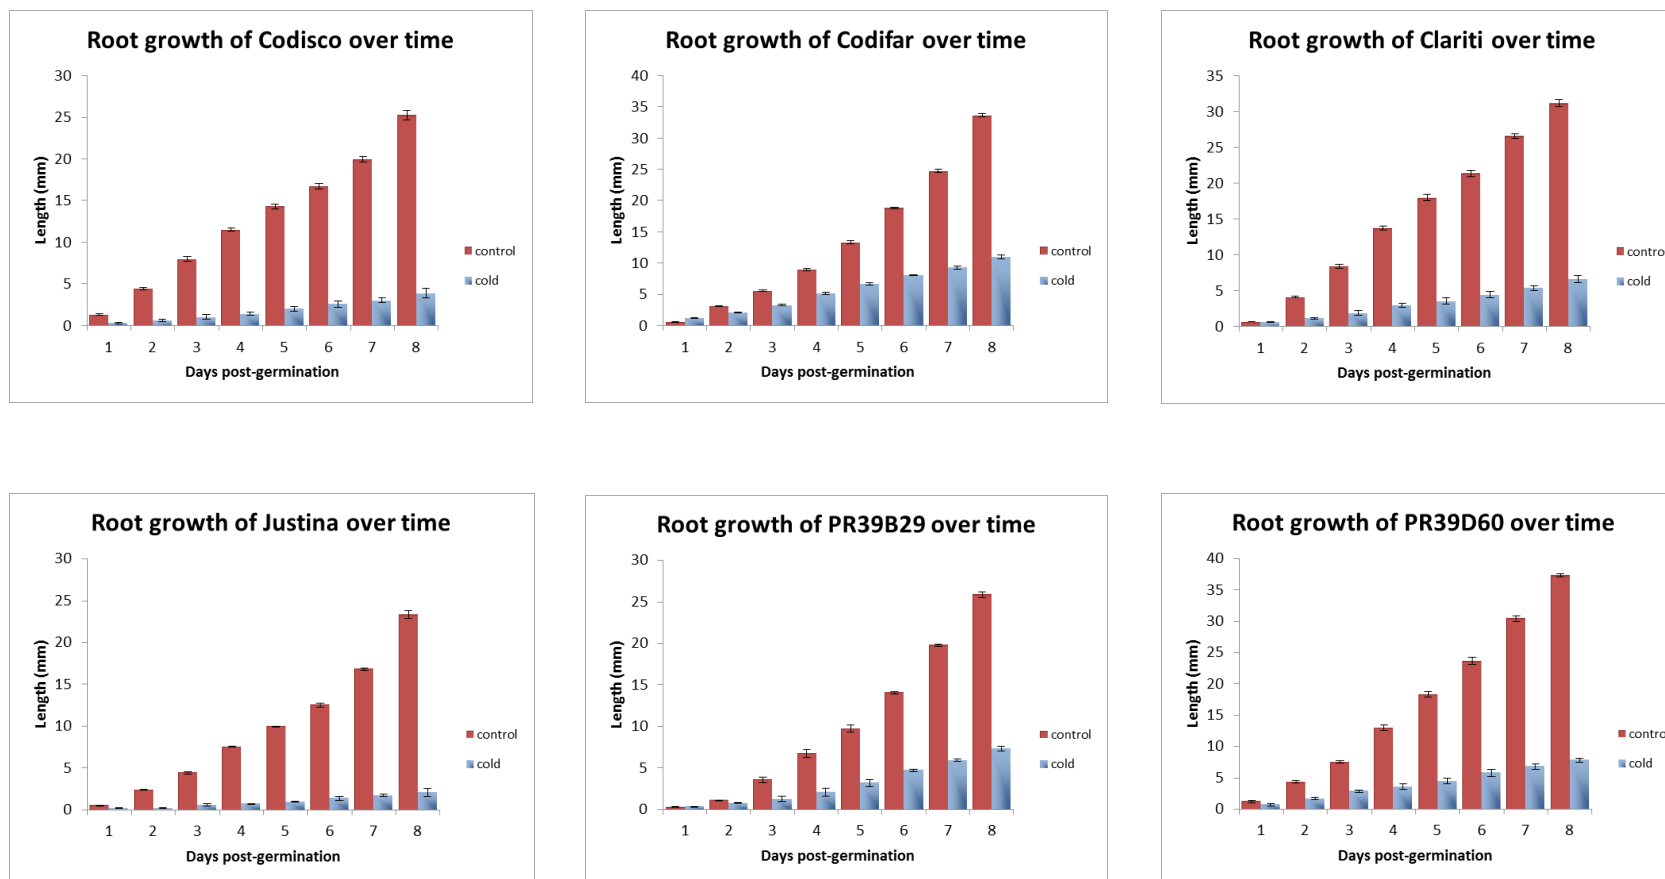 Root growth of Codisco over time
30
25
20
15
10
5
0
Length (mm)
1 2 3 4 5 6 7 8
Days post-germination
control
cold
Root growth of Codifar over time
40
35
30
25
20
15
10
5
0
Length (mm)
1 2 3 4 5 6 7 8
Days post-germination
control
cold
Root growth of Clariti over time
35
30
25
20
15
10
5
0
Length (mm)
1 2 3 4 5 6 7 8
Days post-germination
control
cold
Root growth of Justina over time
30
25
20
15
10
5
0
Length (mm)
1 2 3 4 5 6 7 8
Days post-germination
control
cold
Root growth of PR39B29 over time
30
25
20
15
10
5
0
Length (mm)
1 2 3 4 5 6 7 8
Days post-germination
control
cold
Root growth of PR39D60 over time
40
35
30
25
20
15
10
5
0
Length (mm)
1 2 3 4 5 6 7 8
Days post-germination
control
cold